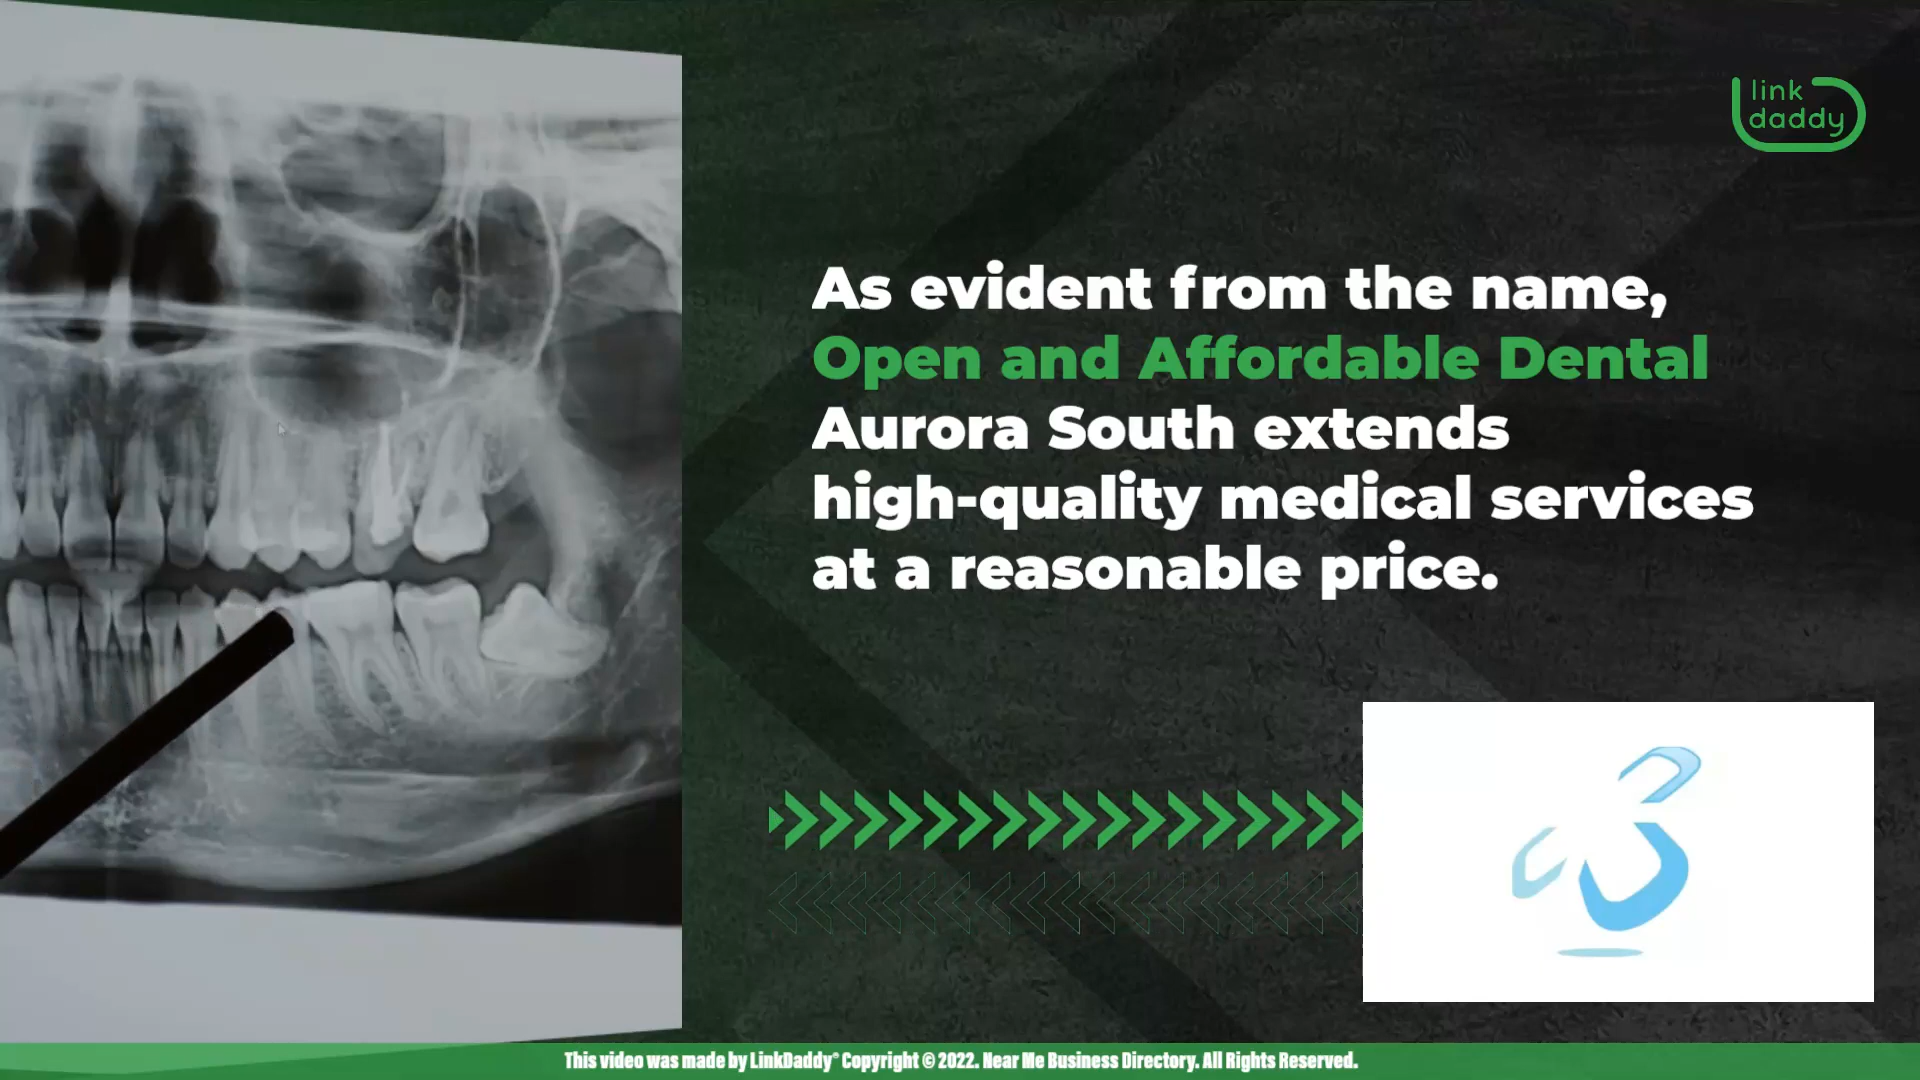 link
daddy
As evident from the name,
Open and Affordable Dental
Aurora South extends
high-quality medical services
at a reasonable price.
This video was made by LinkDaddy® Copyright © 2022. Near Me Business Directory. All Rights Reserved.